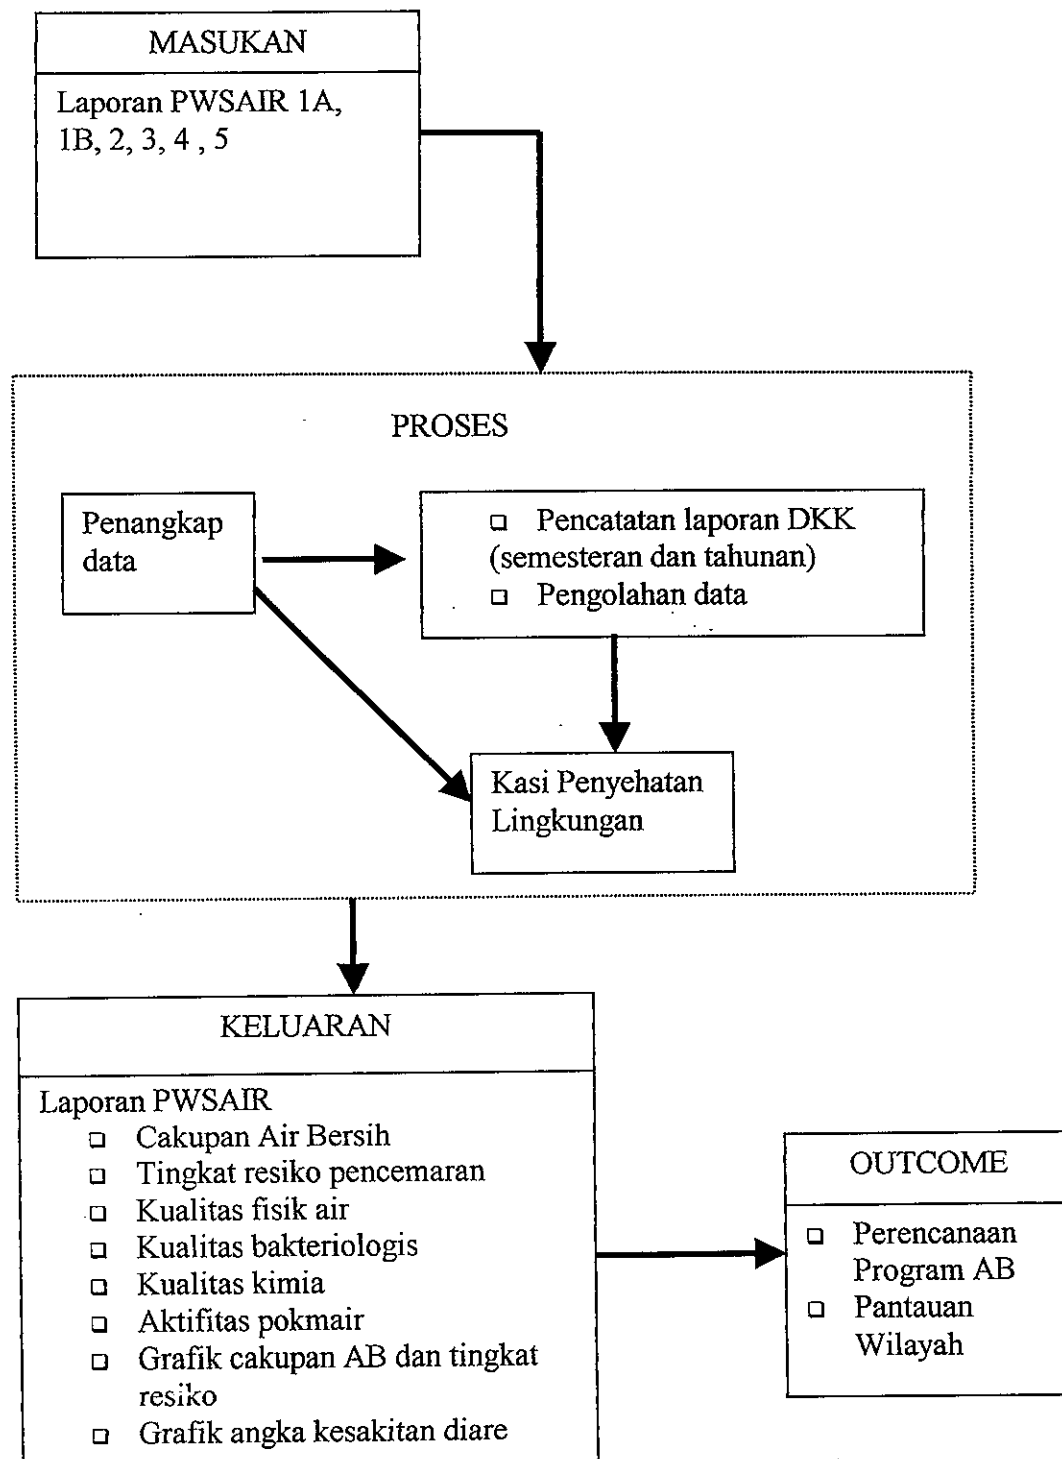 MASUKAN
Laporan PWSAIR 1A,
1B, 2, 3, 4 , 5
PROSES
Penangkap
data
❑ Pencatatan laporan DKK
(semesteran dan tahunan)
❑ Pengolahan data
Kasi Penyehatan
Lingkungan
KELUARAN
Laporan PWSAIR
❑ Cakupan Air Bersih
❑ Tingkat resiko pencemaran
❑ Kualitas fisik air
❑ Kualitas bakteriologis
❑ Kualitas kimia
❑ Aktifitas pokmair
❑ Grafik cakupan AB dan tingkat
resiko
❑ Grafik angka kesakitan diare
OUTCOME
❑ Perencanaan
Program AB
❑ Pantauan
Wilayah